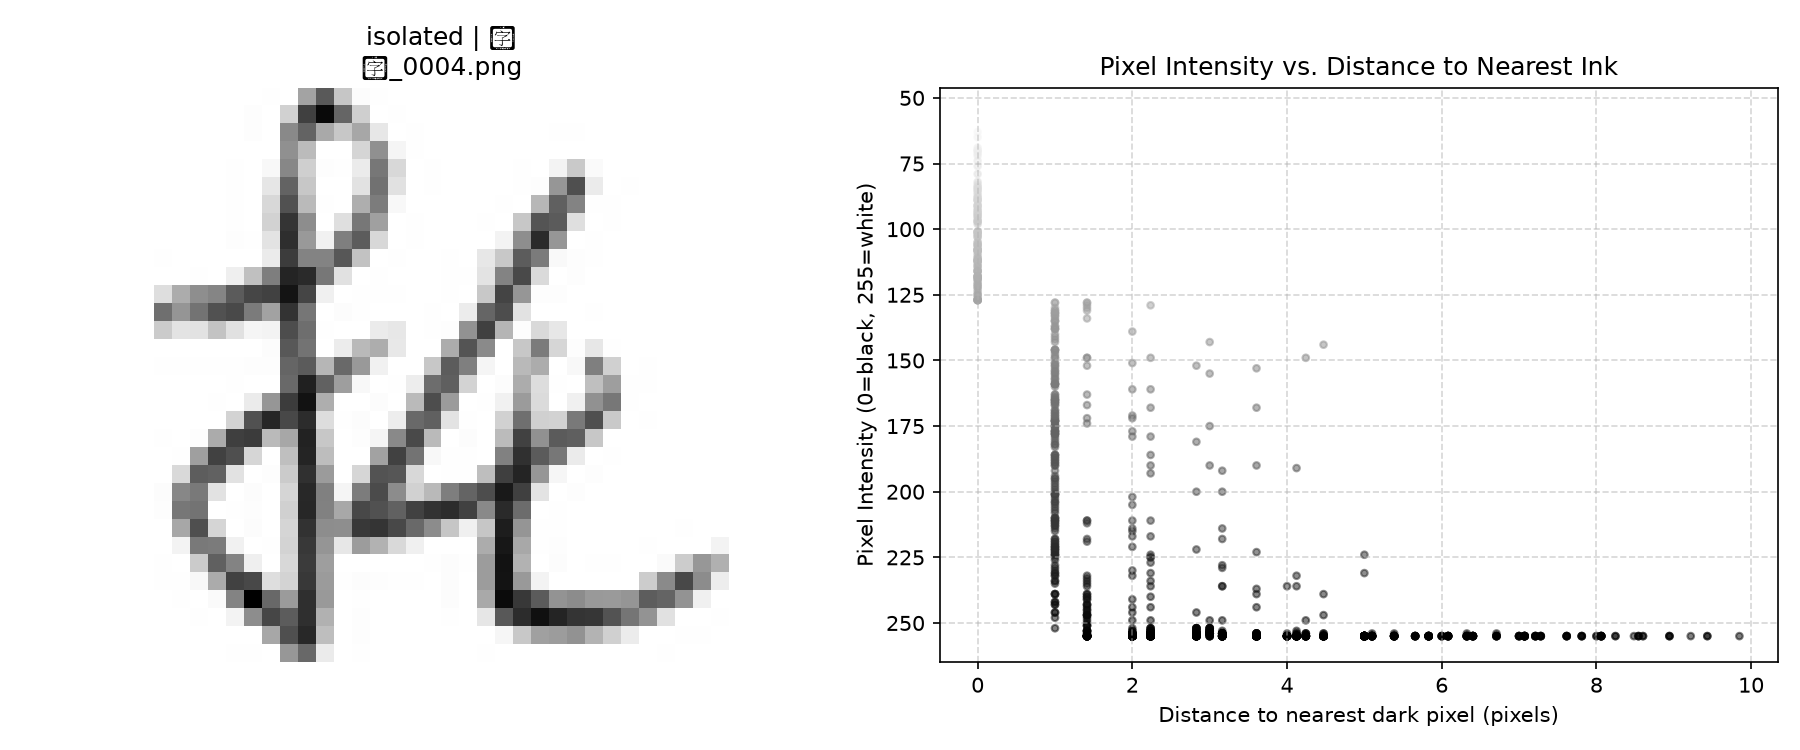 isolated |
_0004.png
Pixel Intensity vs. Distance to Nearest Ink
Pixel Intensity (0=black, 255=white)
50
75
100
125
150
175
200
225
250
0 2 4 6 8 10
Distance to nearest dark pixel (pixels)